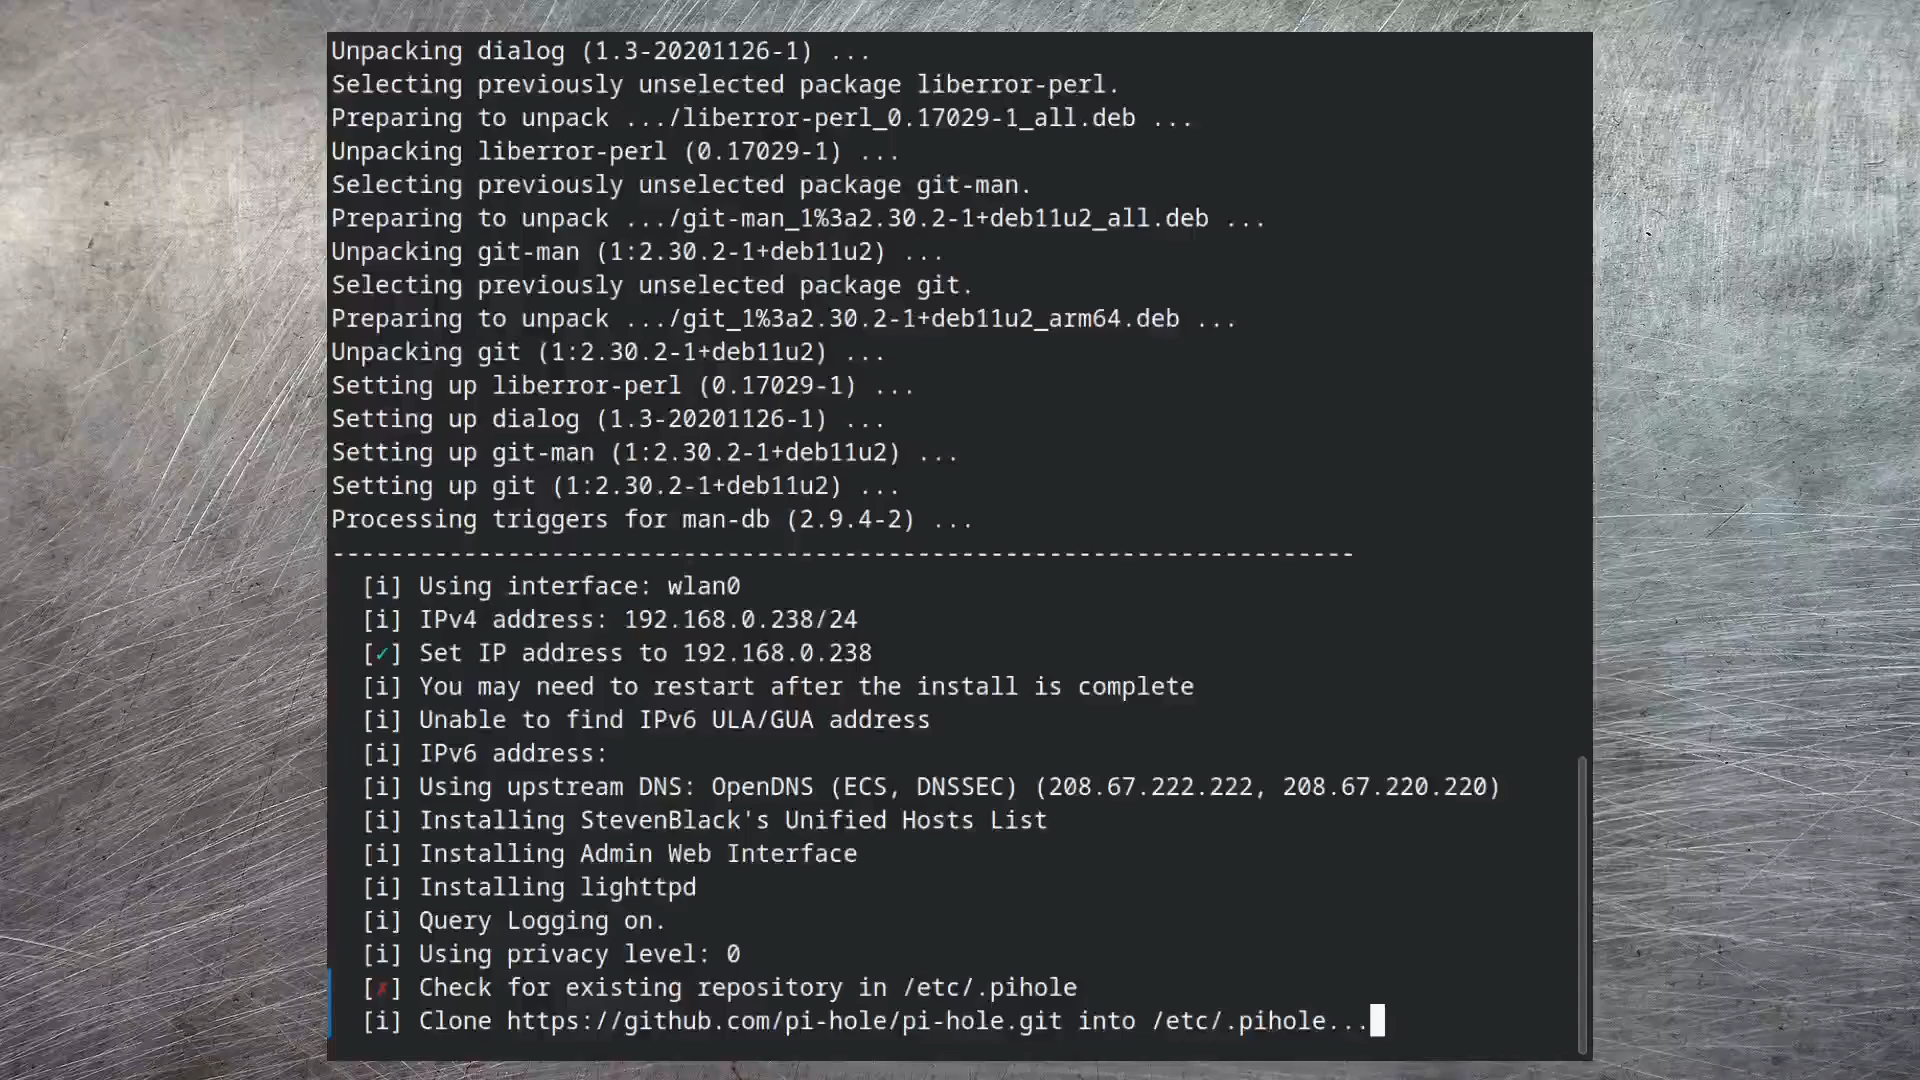 Unpacking dialog (1.3-20201126-1) ...
Selecting previously unselected package liberror-perl.
Preparing to unpack .../liberror-perl_0.17029-1_all.deb ...
Unpacking liberror-perl (0.17029-1) ...
Selecting previously unselected package git-man.
Preparing to unpack .../git-man_1%3a2.30.2-1+deb11u2_all.deb ...
Unpacking git-man (1:2.30.2-1+deb11u2) ...
Selecting previously unselected package git.
Preparing to unpack .../git_1%3a2.30.2-1+deb11u2_arm64.deb ...
Unpacking git (1:2.30.2-1+deb11u2) ...
Setting up liberror-perl (0.17029-1) ...
Setting up dialog (1.3-20201126-1) ...
Setting up git-man (1:2.30.2-1+deb11u2) ...
Setting up git (1:2.30.2-1+deb11u2) ...
Processing triggers for man-db (2.9.4-2) ...
----------------------------------------------------------------------
[i] Using interface: wlan0
[i] IPv4 address: 192.168.0.238/24
[✓] Set IP address to 192.168.0.238
[i] You may need to restart after the install is complete
[i] Unable to find IPv6 ULA/GUA address
[i] IPv6 address:
[i] Using upstream DNS: OpenDNS (ECS, DNSSEC) (208.67.222.222, 208.67.220.220)
[i] Installing StevenBlack's Unified Hosts List
[i] Installing Admin Web Interface
[i] Installing lighttpd
[i] Query Logging on.
[i] Using privacy level: 0
[✗] Check for existing repository in /etc/.pihole
[i] Clone https://github.com/pi-hole/pi-hole.git into /etc/.pihole...